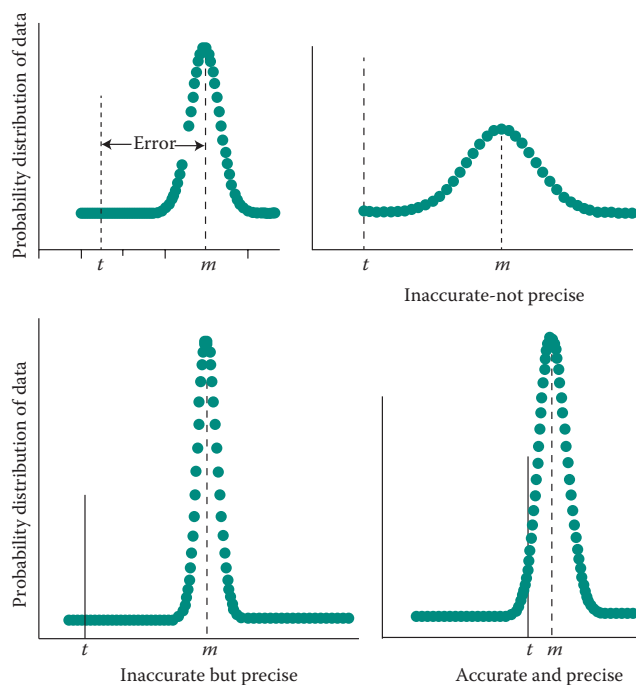 Probability distribution of data
Error
t
m
t
m
Inaccurate-not precise
Probability distribution of data
t
m
Inaccurate but precise
t
m
Accurate and precise